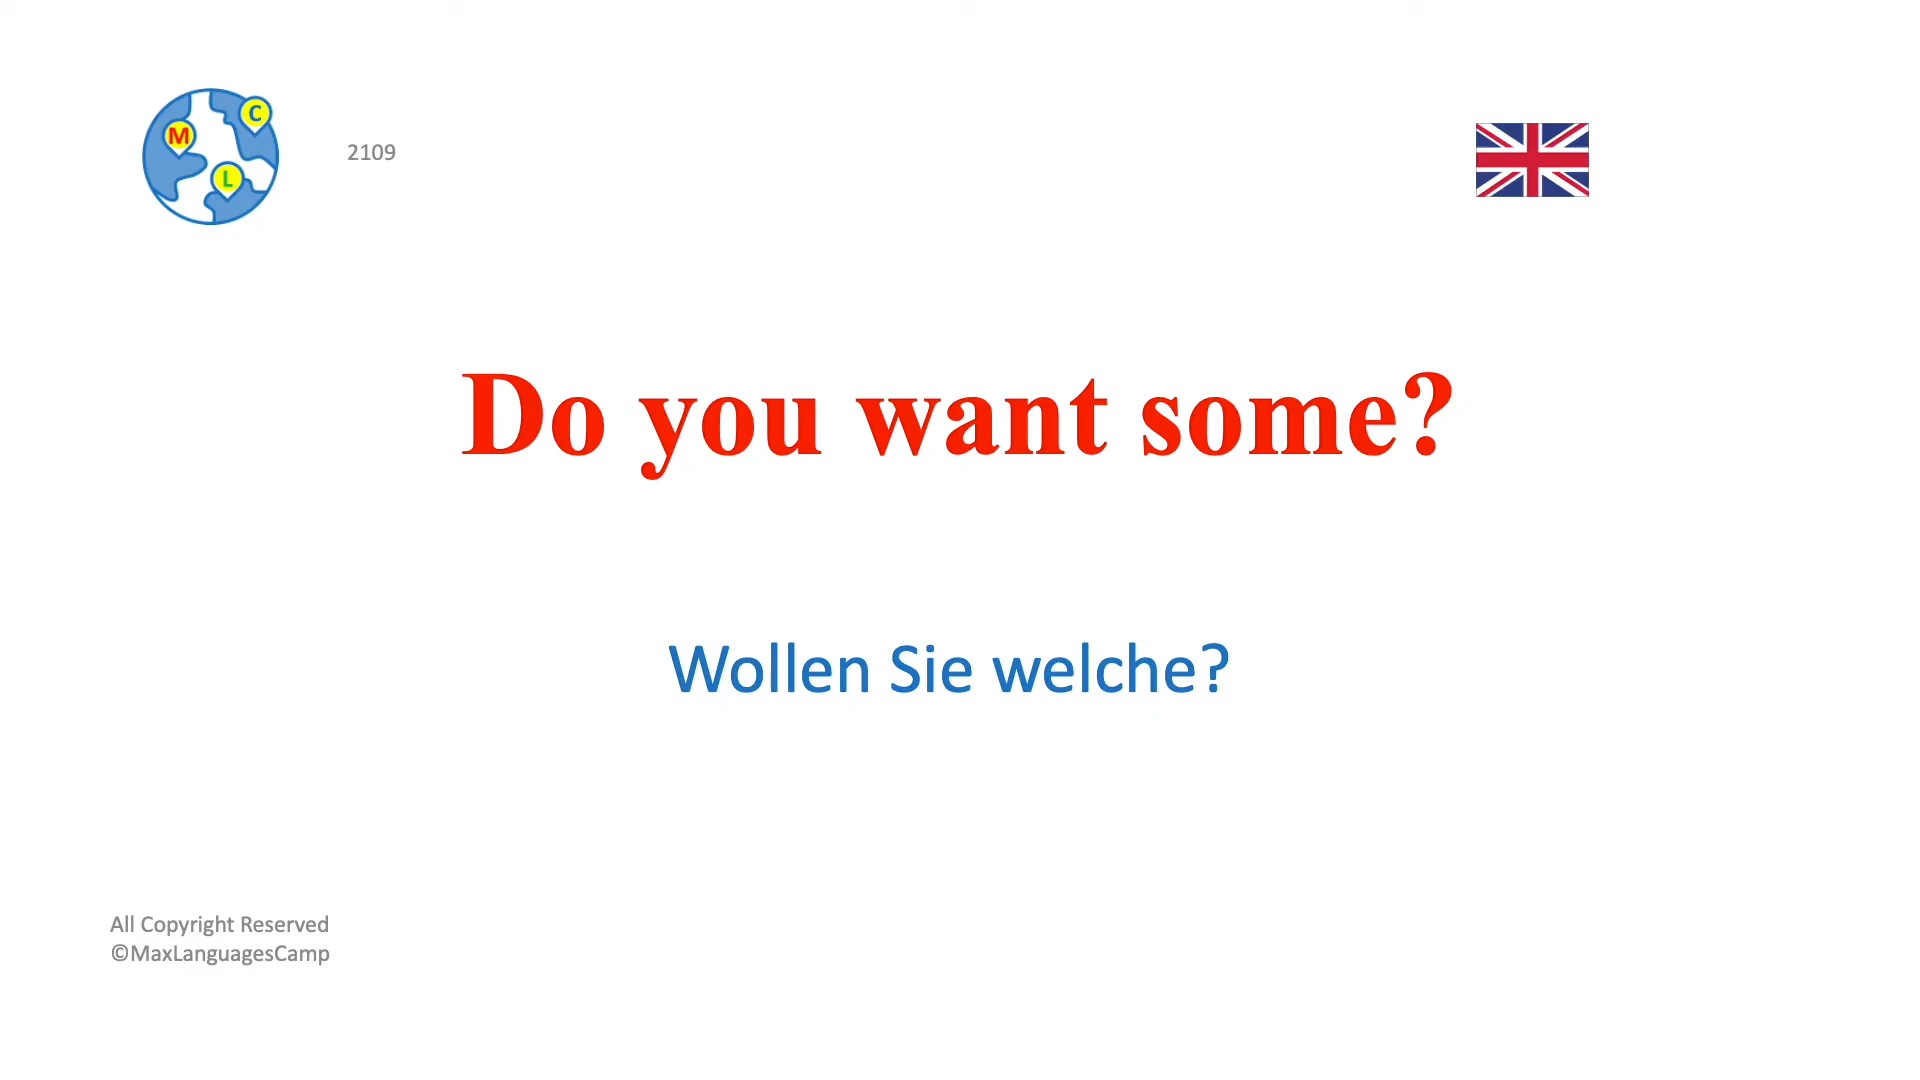 M
C
L
2109
Do you want some?
Wollen Sie welche?
All Copyright Reserved
©MaxLanguagesCamp